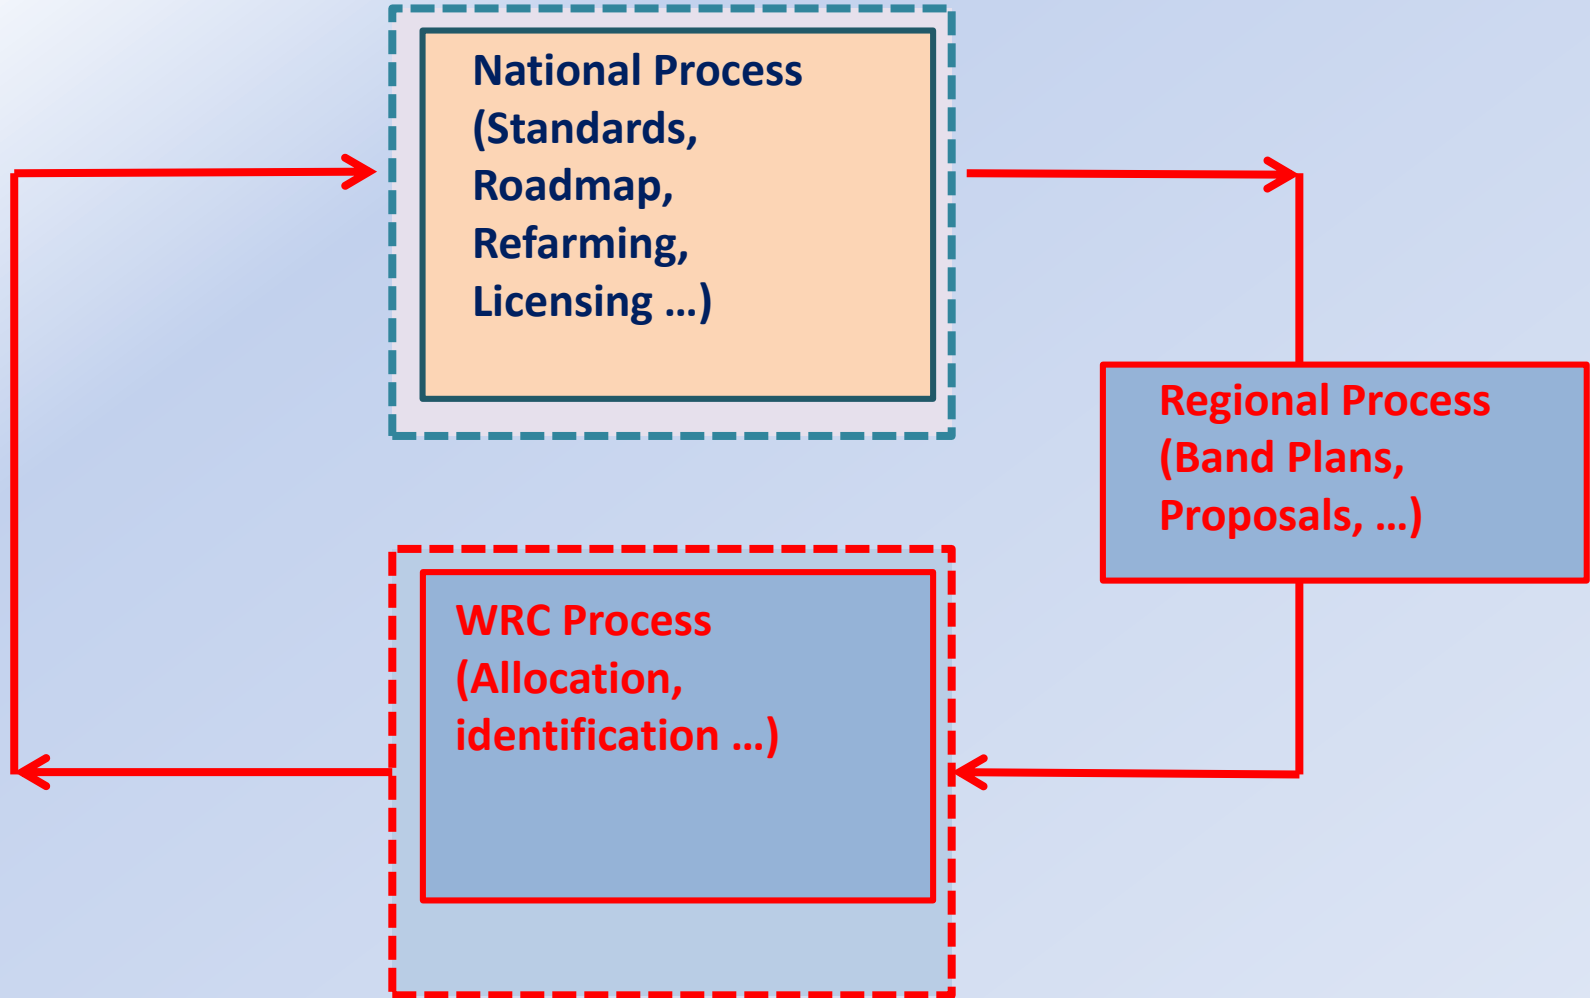 National Process
(Standards,
Roadmap,
Refarming,
Licensing ...)
Regional Process
(Band Plans,
Proposals, ...)
WRC Process
(Allocation,
identification ...)